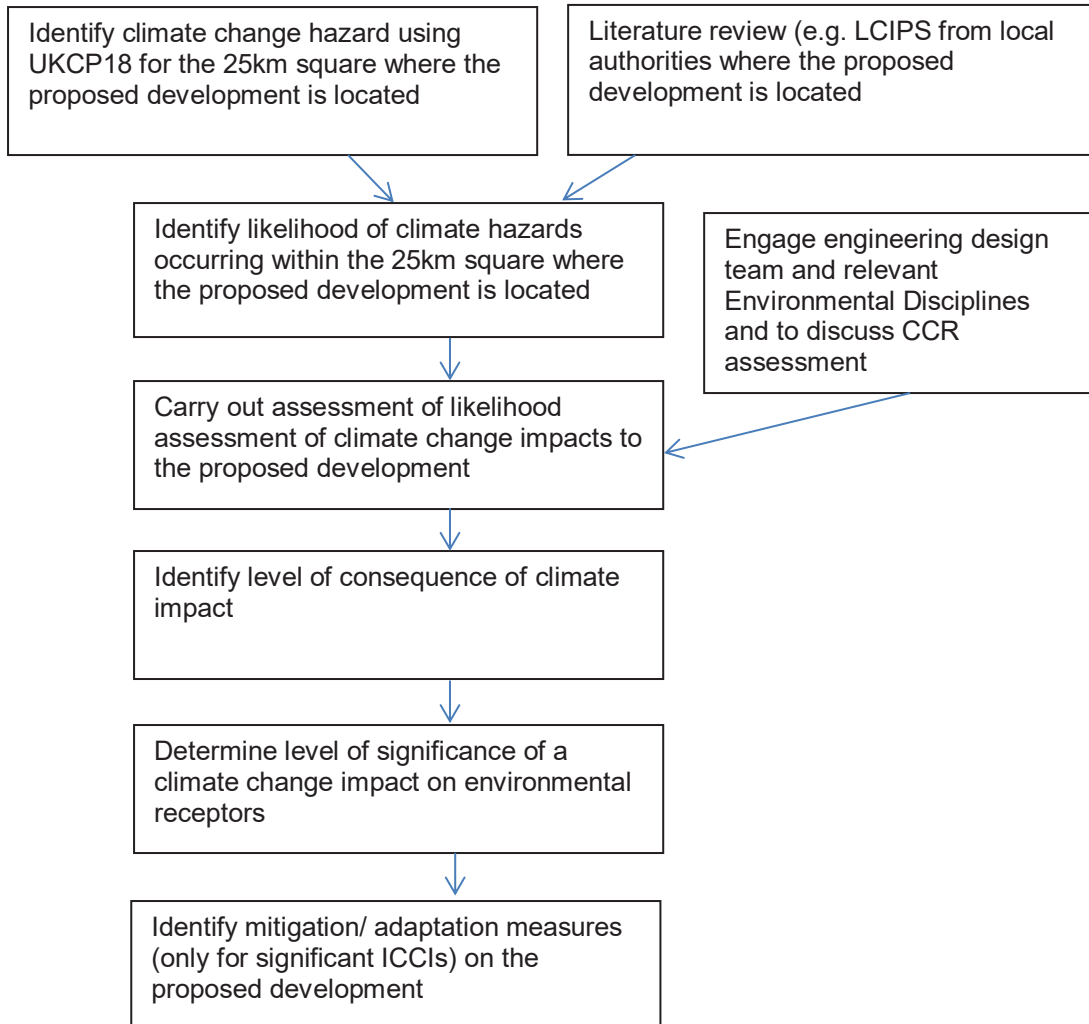 Identify climate change hazard using
UKCP18 for the 25km square where the
proposed development is located
Literature review (e.g. LCIPS from local
authorities where the proposed
development is located
Identify likelihood of climate hazards
occurring within the 25km square where
the proposed development is located
Engage engineering design
team and relevant
Environmental Disciplines
and to discuss CCR
assessment
Carry out assessment of likelihood
assessment of climate change impacts to
the proposed development
Identify level of consequence of climate
impact
Determine level of significance of a
climate change impact on environmental
receptors
Identify mitigation/ adaptation measures
(only for significant ICCIs) on the
proposed development